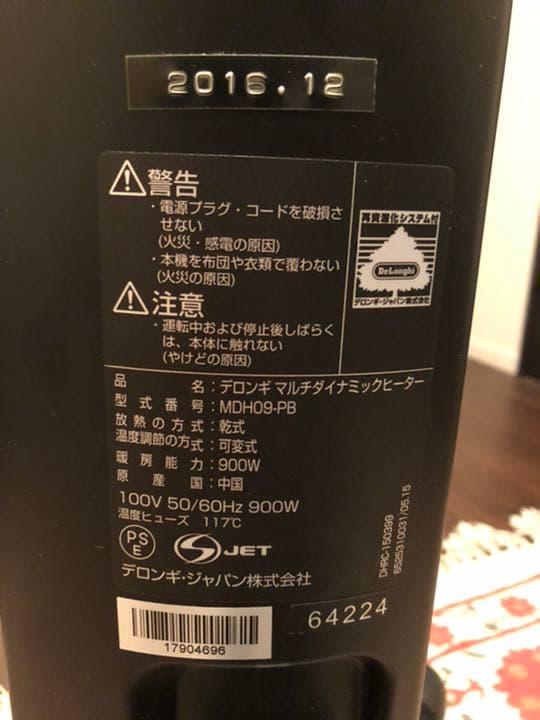 2016.12
警告
・電源プラグ・コードを破損さ
せない
(火災・感電の原因)
・本機を布団や衣類で覆わない
(火災の原因)
注意
・運転中および停止後しばらく
は、本体に触れない
(やけどの原因)
再資源化システム付
DeLonghi
デロンギ・ジャパン株式会社
品名：デロンギ マルチダイナミックヒーター
型式番号：MDH09-PB
放熱の方式：乾式
温度調節の方式：可変式
暖房能力：900W
原産国：中国
100V 50/60Hz 900W
温度ヒューズ 117℃
PS
E
S JET
デロンギ・ジャパン株式会社
DHRC-150399
6525310031/05.15
17904696
64224